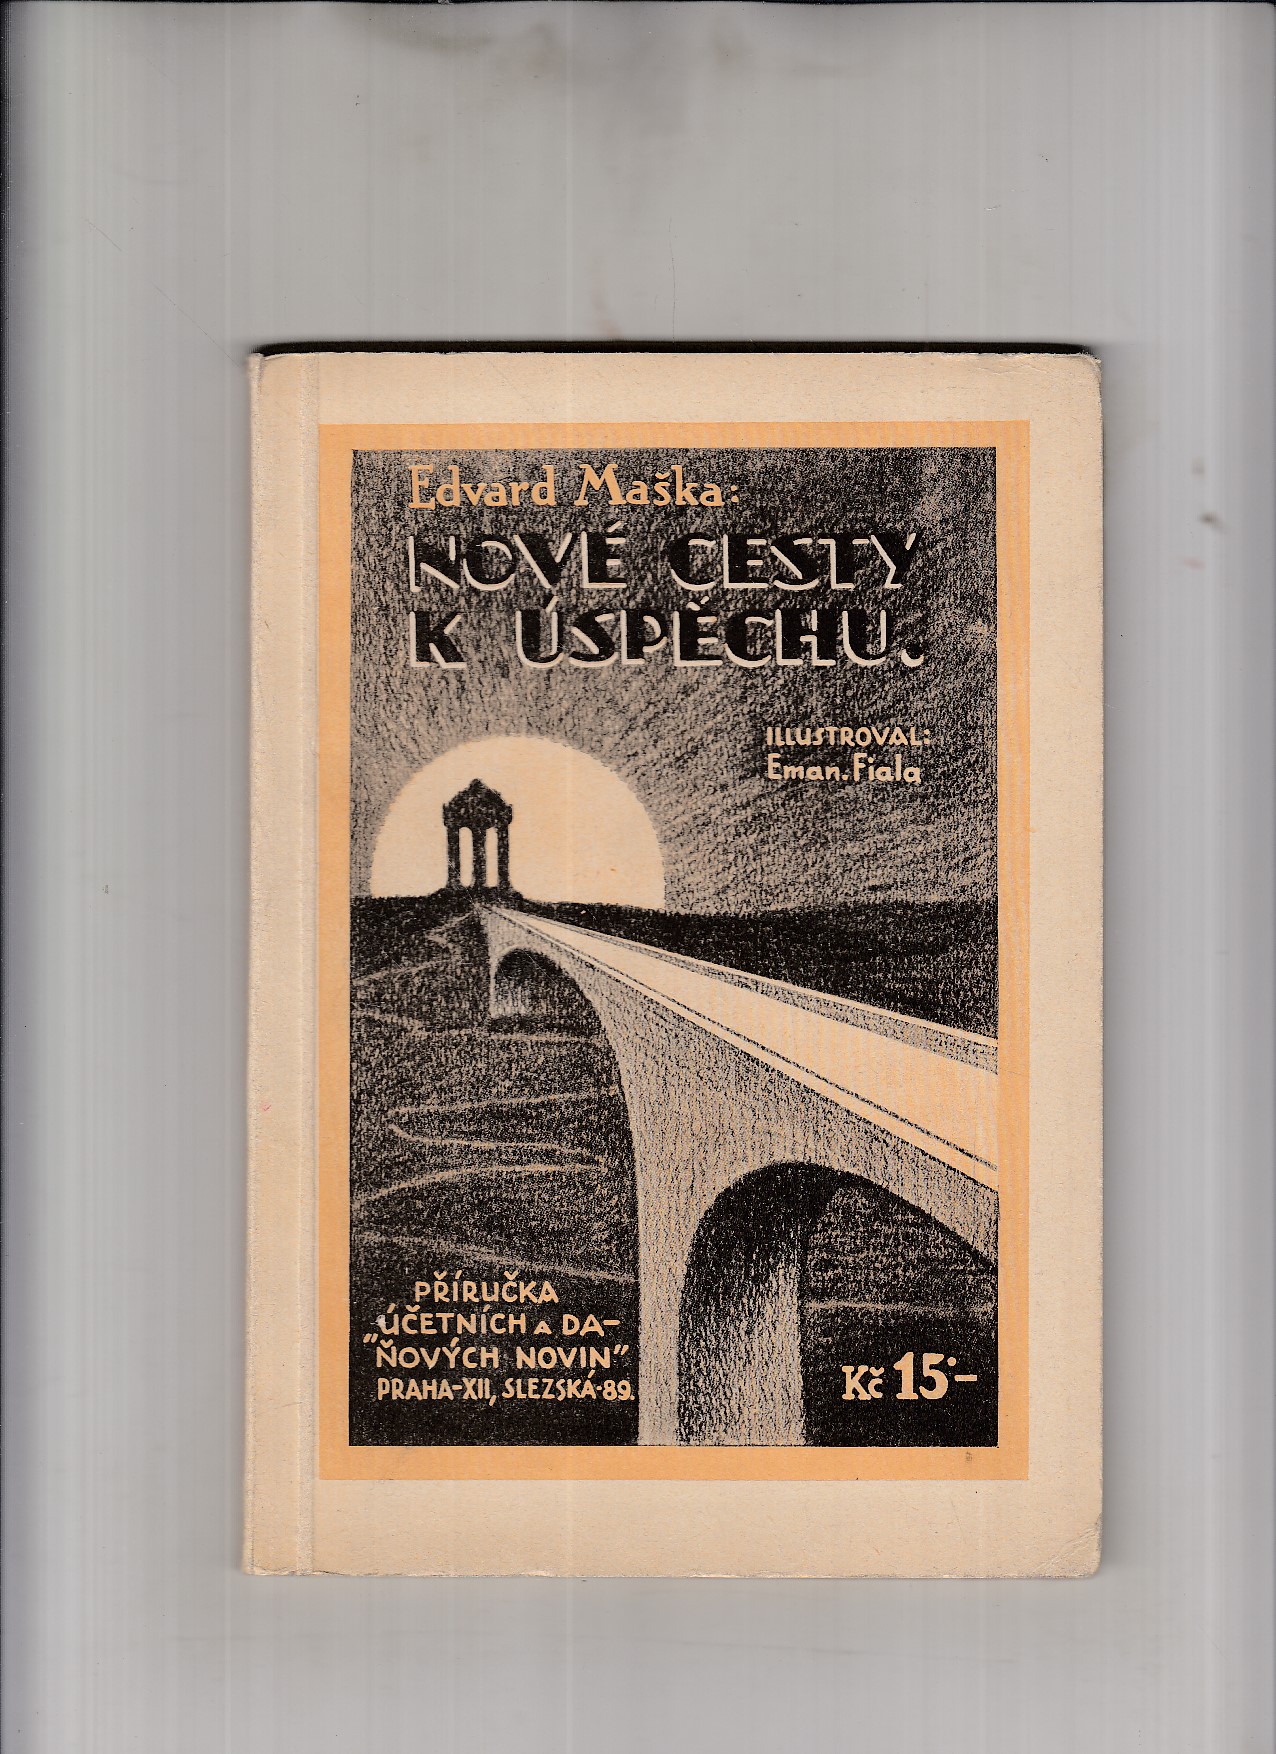 Edvard Maška:
NOVÉ CESTY
K ÚSPĚCHU.
ILLUSTROVAL:
Eman. Fiala
PŘÍRUČKA
„ÚČETNÍCH A DA-
ŇOVÝCH NOVIN”
PRAHA-XII, SLEZSKÁ-89.
Kč 15·-